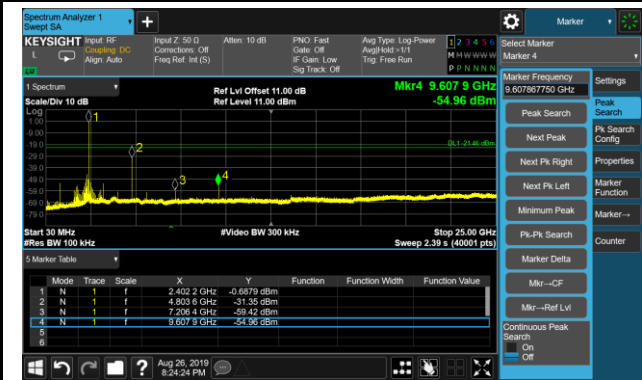 Spectrum Analyzer 1
Swept SA
Marker
KEYSIGHT
L
LV
Input: RF
Coupling: DC
Align: Auto
Input Z: 50 Ω
Corrections: Off
Freq Ref: Int (S)
Atten: 10 dB
PNO: Fast
Gate: Off
IF Gain: Low
Sig Track: Off
Avg Type: Log-Power
Avg|Hold:>1/1
Trig: Free Run
1 2 3 4 5 6
M W W W W W
P P N N N N
Select Marker
Marker 4
1 Spectrum
Scale/Div 10 dB
Log
Ref Lvl Offset 11.00 dB
Ref Level 11.00 dBm
Mkr4 9.607 9 GHz
-54.96 dBm
1.00
-9.00
-19.0
-29.0
-39.0
-49.0
-59.0
-69.0
-79.0
1
2
3
4
DL1 -21.46 dBm
Start 30 MHz
#Res BW 100 kHz
#Video BW 300 kHz
Stop 25.00 GHz
Sweep 2.39 s (40001 pts)
5 Marker Table
Mode Trace Scale X Y Function Function Width Function Value
1 N 1 f 2.402 2 GHz -0.6879 dBm
2 N 1 f 4.803 6 GHz -31.35 dBm
3 N 1 f 7.206 4 GHz -59.42 dBm
4 N 1 f 9.607 9 GHz -54.96 dBm
5
6
Aug 26, 2019
8:24:24 PM
Marker Frequency
9.607867750 GHz
Peak Search
Next Peak
Next Pk Right
Next Pk Left
Minimum Peak
Pk-Pk Search
Marker Delta
Mkr→CF
Mkr→Ref Lvl
Continuous Peak
Search
On
Off
Settings
Peak
Search
Pk Search
Config
Properties
Marker
Function
Marker→
Counter